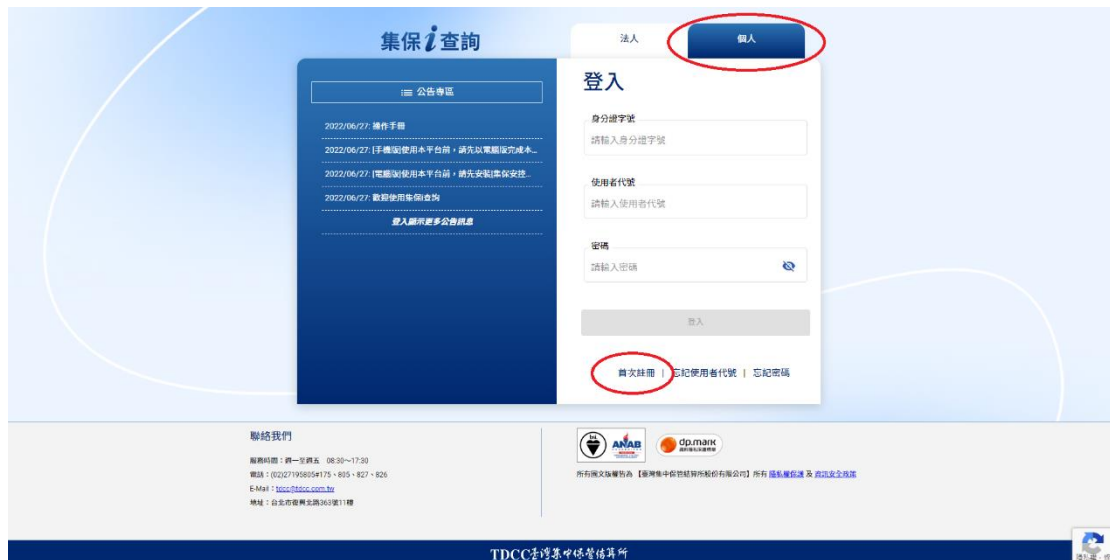 集保i查詢
法人
個人
公告專區
2022/06/27: 操作手冊
2022/06/27: [手機版]使用本平台前，請先以電腦版完成本...
2022/06/27: [電腦版]使用本平台前，請先安裝[集保安控...
2022/06/27: 歡迎使用集保i查詢
登入顯示更多公告訊息
登入
身分證字號
請輸入身分證字號
使用者代號
請輸入使用者代號
密碼
請輸入密碼
登入
首次註冊 | 忘記使用者代號 | 忘記密碼
聯絡我們
服務時間：週一至週五 08:30～17:30
電話：(02)27195805#175、805、827、826
E-Mail：tdcc@tdcc.com.tw
地址：台北市復興北路363號11樓
bsi.
ANAB
dp.mark
所有圖文版權皆為【臺灣集中保管結算所股份有限公司】所有 隱私權保護 及 資訊安全政策
TDCC臺灣集中保管結算所